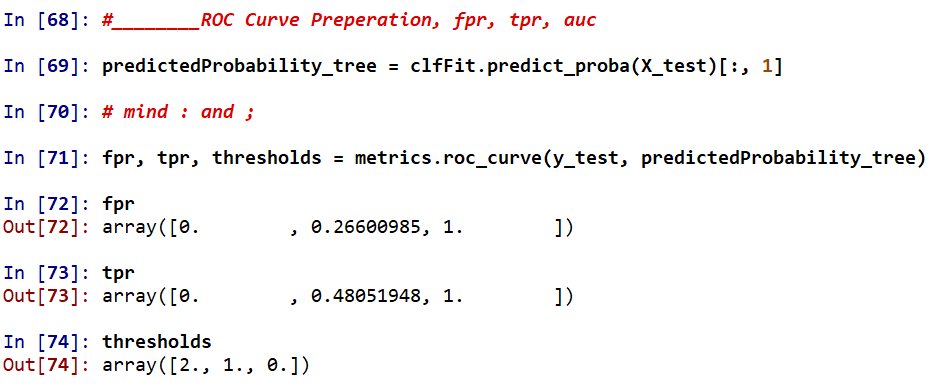 In [68]: #________ROC Curve Preperation, fpr, tpr, auc
In [69]: predictedProbability_tree = clfFit.predict_proba(X_test)[:, 1]
In [70]: # mind : and ;
In [71]: fpr, tpr, thresholds = metrics.roc_curve(y_test, predictedProbability_tree)
In [72]: fpr
Out[72]: array([0.        , 0.26600985, 1.        ])
In [73]: tpr
Out[73]: array([0.        , 0.48051948, 1.        ])
In [74]: thresholds
Out[74]: array([2., 1., 0.])